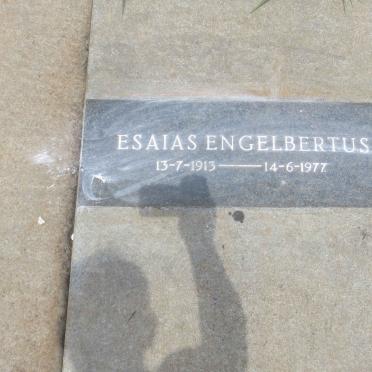 ESAIAS ENGELBERTUS
13-7-1913 — 14-6-1977